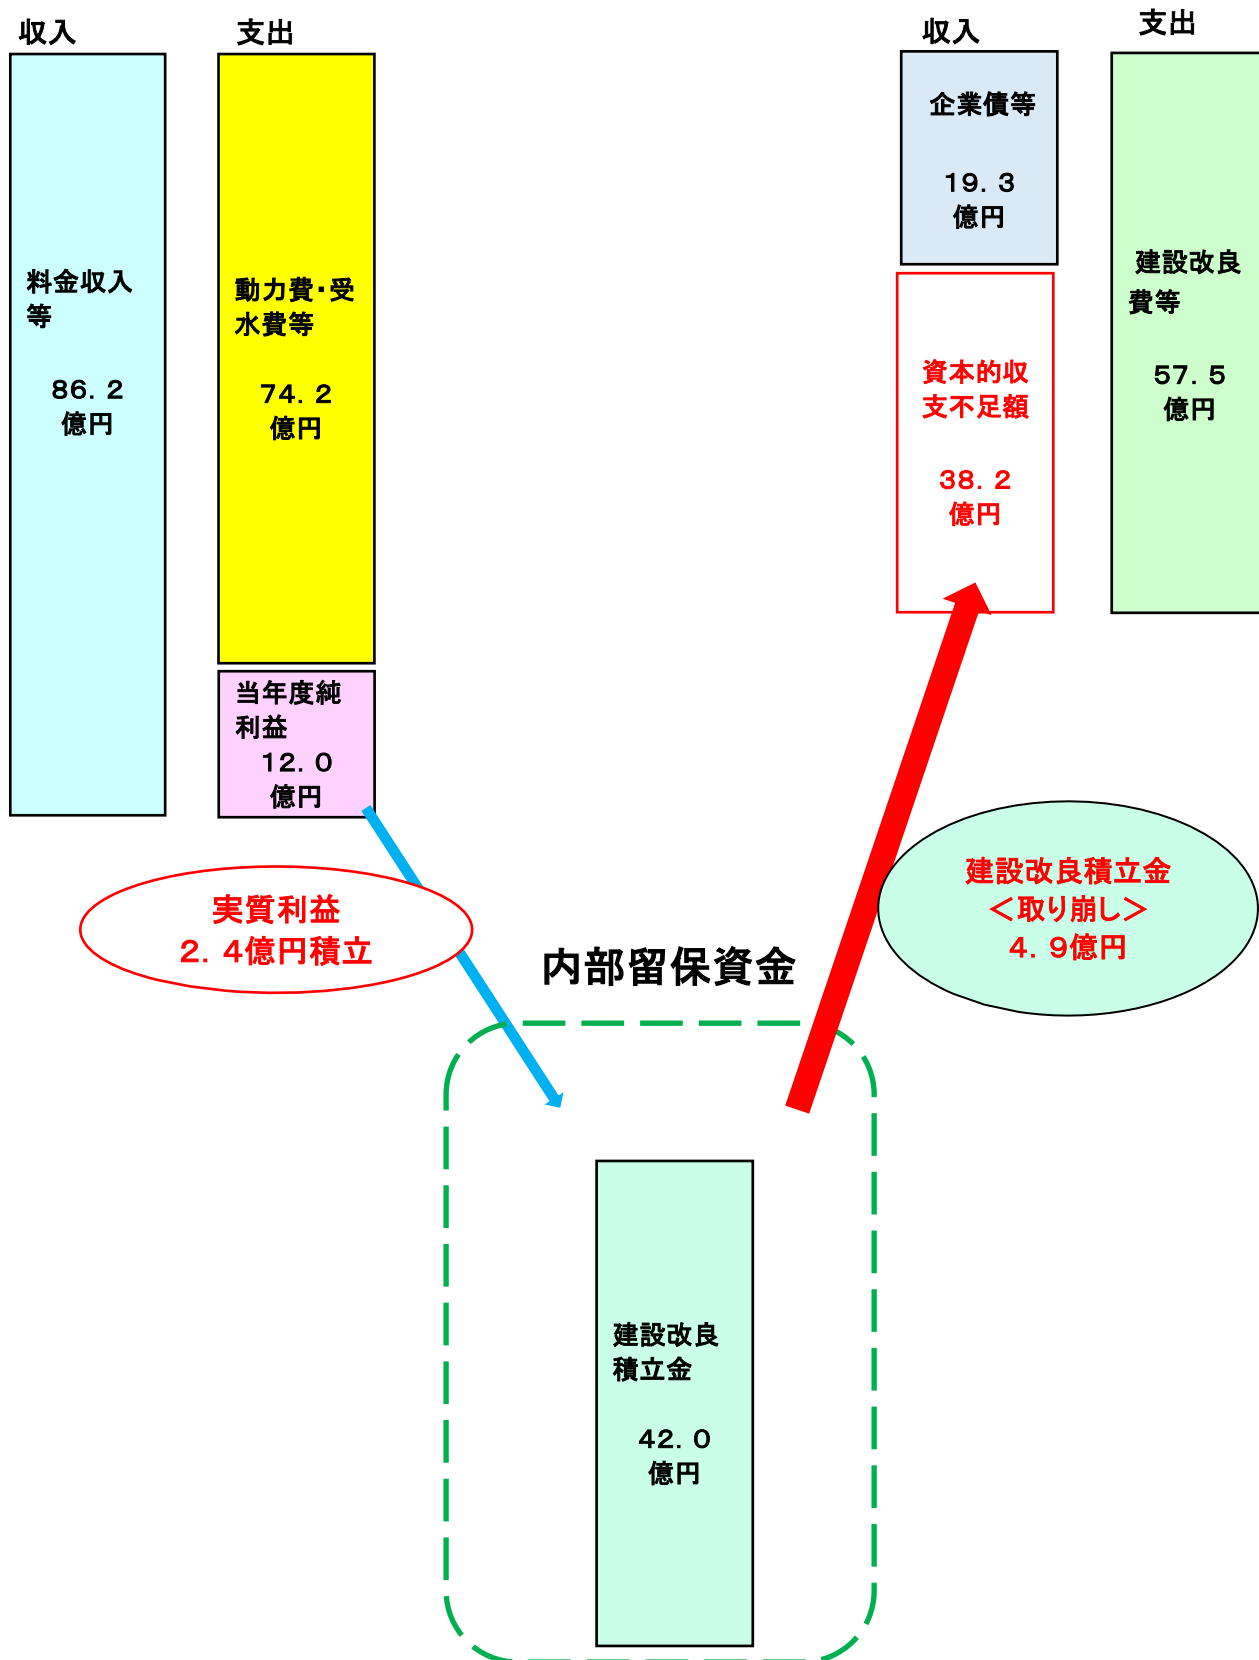 収入
支出
料金収入
等
８６．２
億円
動力費・受
水費等
７４．２
億円
当年度純
利益
１２．０
億円
実質利益
２．４億円積立
収入
支出
企業債等
１９．３
億円
資本的収
支不足額
３８．２
億円
建設改良
費等
５７．５
億円
建設改良積立金
＜取り崩し＞
４．９億円
内部留保資金
建設改良
積立金
４２．０
億円